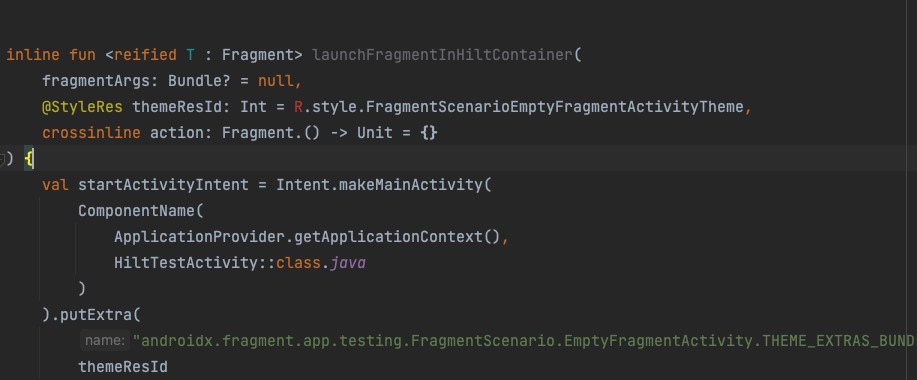 inline fun <reified T : Fragment> launchFragmentInHiltContainer(
fragmentArgs: Bundle? = null,
@StyleRes themeResId: Int = R.style.FragmentScenarioEmptyFragmentActivityTheme,
crossinline action: Fragment.() -> Unit = {}
) {
val startActivityIntent = Intent.makeMainActivity(
ComponentName(
ApplicationProvider.getApplicationContext(),
HiltTestActivity::class.java
)
).putExtra(
name: "androidx.fragment.app.testing.FragmentScenario.EmptyFragmentActivity.THEME_EXTRAS_BUND
themeResId